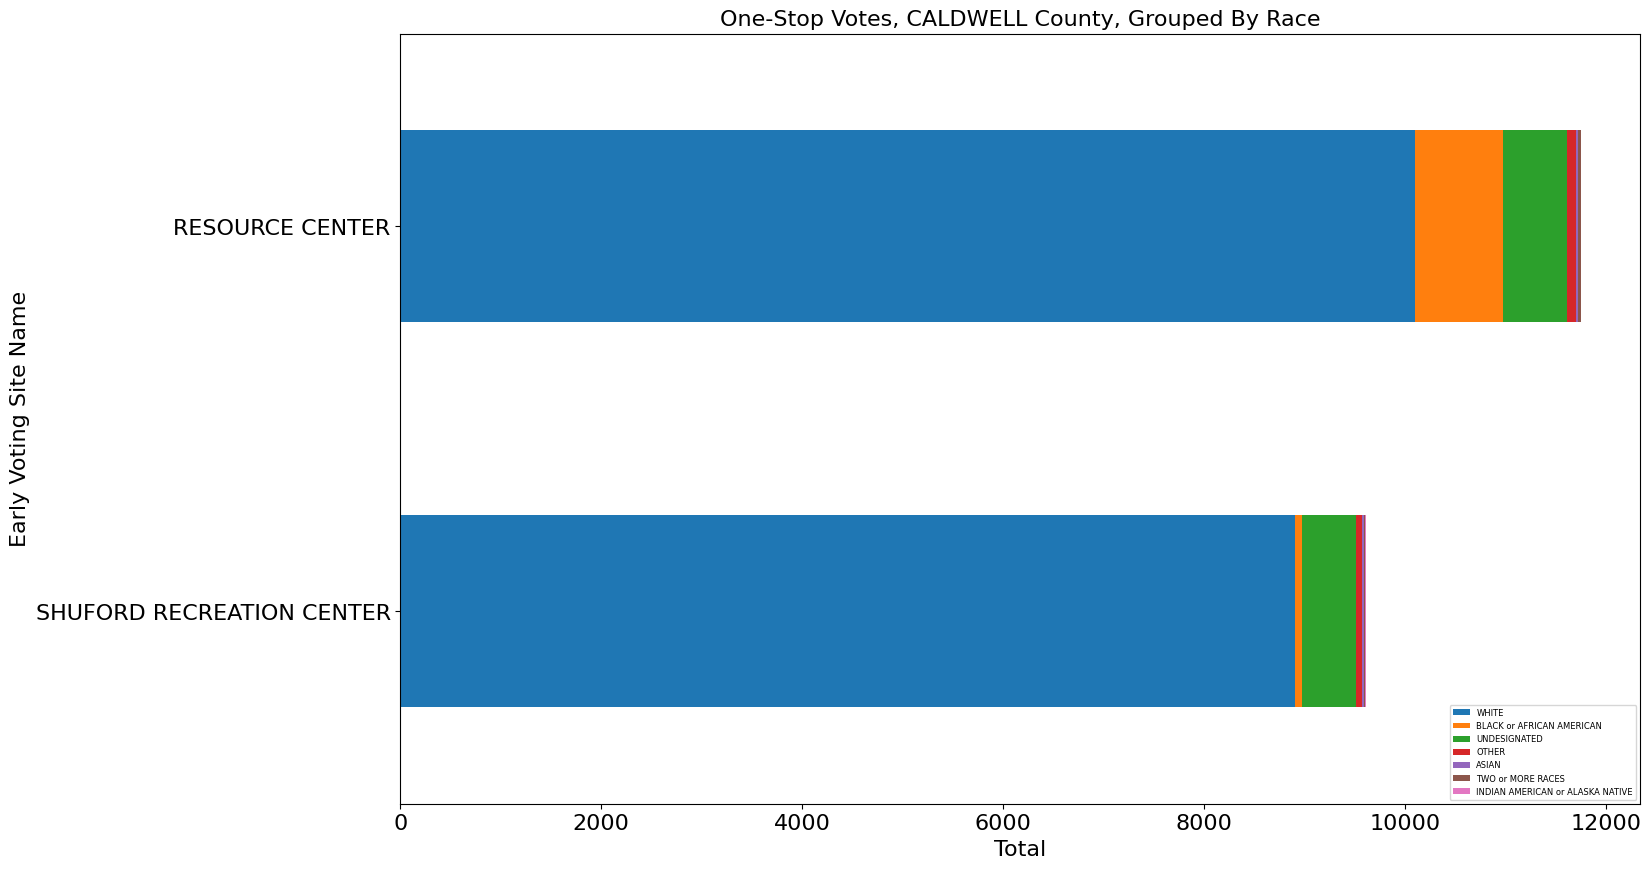 One-Stop Votes, CALDWELL County, Grouped By Race
Early Voting Site Name
RESOURCE CENTER
SHUFORD RECREATION CENTER
WHITE
BLACK or AFRICAN AMERICAN
UNDESIGNATED
OTHER
ASIAN
TWO or MORE RACES
INDIAN AMERICAN or ALASKA NATIVE
0 2000 4000 6000 8000 10000 12000
Total